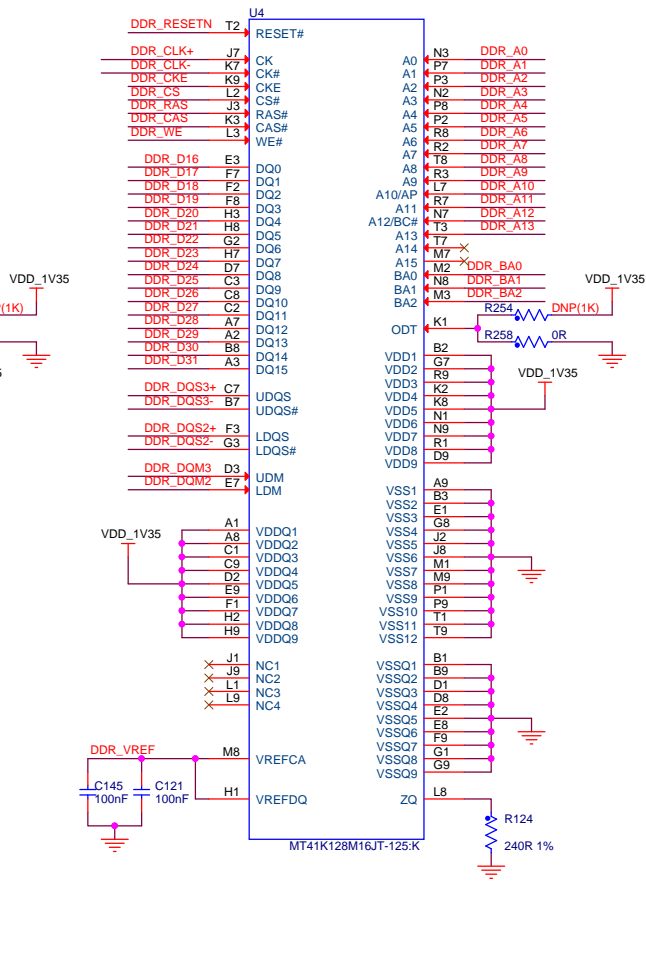 U4
DDR_RESETN T2 RESET#
DDR_CLK+ J7 CK A0 N3 DDR_A0
DDR_CLK- K7 CK# A1 P7 DDR_A1
DDR_CKE K9 CKE A2 P3 DDR_A2
DDR_CS L2 CS# A3 N2 DDR_A3
DDR_RAS J3 RAS# A4 P8 DDR_A4
DDR_CAS K3 CAS# A5 P2 DDR_A5
DDR_WE L3 WE# A6 R8 DDR_A6
A7 R2 DDR_A7
DDR_D16 E3 DQ0 A8 T8 DDR_A8
DDR_D17 F7 DQ1 A9 R3 DDR_A9
DDR_D18 F2 DQ2 A10/AP L7 DDR_A10
DDR_D19 F8 DQ3 A11 R7 DDR_A11
DDR_D20 H3 DQ4 A12/BC# N7 DDR_A12
DDR_D21 H8 DQ5 A13 T3 DDR_A13
DDR_D22 G2 DQ6 A14 T7
DDR_D23 H7 DQ7 A15 M7
DDR_D24 D7 DQ8 BA0 M2 DDR_BA0
DDR_D25 C3 DQ9 BA1 N8 DDR_BA1
DDR_D26 C8 DQ10 BA2 M3 DDR_BA2
DDR_D27 C2 DQ11
DDR_D28 A7 DQ12 ODT K1
DDR_D29 A2 DQ13
DDR_D30 B8 DQ14
DDR_D31 A3 DQ15
VDD_1V35
(1K)
VDD_1V35
R254 DNP(1K)
R258 0R
VDD_1V35
DDR_DQS3+ C7 UDQS
DDR_DQS3- B7 UDQS#
DDR_DQS2+ F3 LDQS
DDR_DQS2- G3 LDQS#
DDR_DQM3 D3 UDM
DDR_DQM2 E7 LDM
VDD1 B2
VDD2 G7
VDD3 R9
VDD4 K2
VDD5 K8
VDD6 N1
VDD7 N9
VDD8 R1
VDD9 D9
VDD_1V35
A1 VDDQ1
A8 VDDQ2
C1 VDDQ3
C9 VDDQ4
D2 VDDQ5
E9 VDDQ6
F1 VDDQ7
H2 VDDQ8
H9 VDDQ9
VSS1 A9
VSS2 B3
VSS3 E1
VSS4 G8
VSS5 J2
VSS6 J8
VSS7 M1
VSS8 M9
VSS9 P1
VSS10 P9
VSS11 T1
VSS12 T9
J1 NC1
J9 NC2
L1 NC3
L9 NC4
VSSQ1 B1
VSSQ2 B9
VSSQ3 D1
VSSQ4 D8
VSSQ5 E2
VSSQ6 E8
VSSQ7 F9
VSSQ8 G1
VSSQ9 G9
DDR_VREF M8 VREFCA
C145 100nF
C121 100nF
H1 VREFDQ
ZQ L8
R124
240R 1%
MT41K128M16JT-125:K